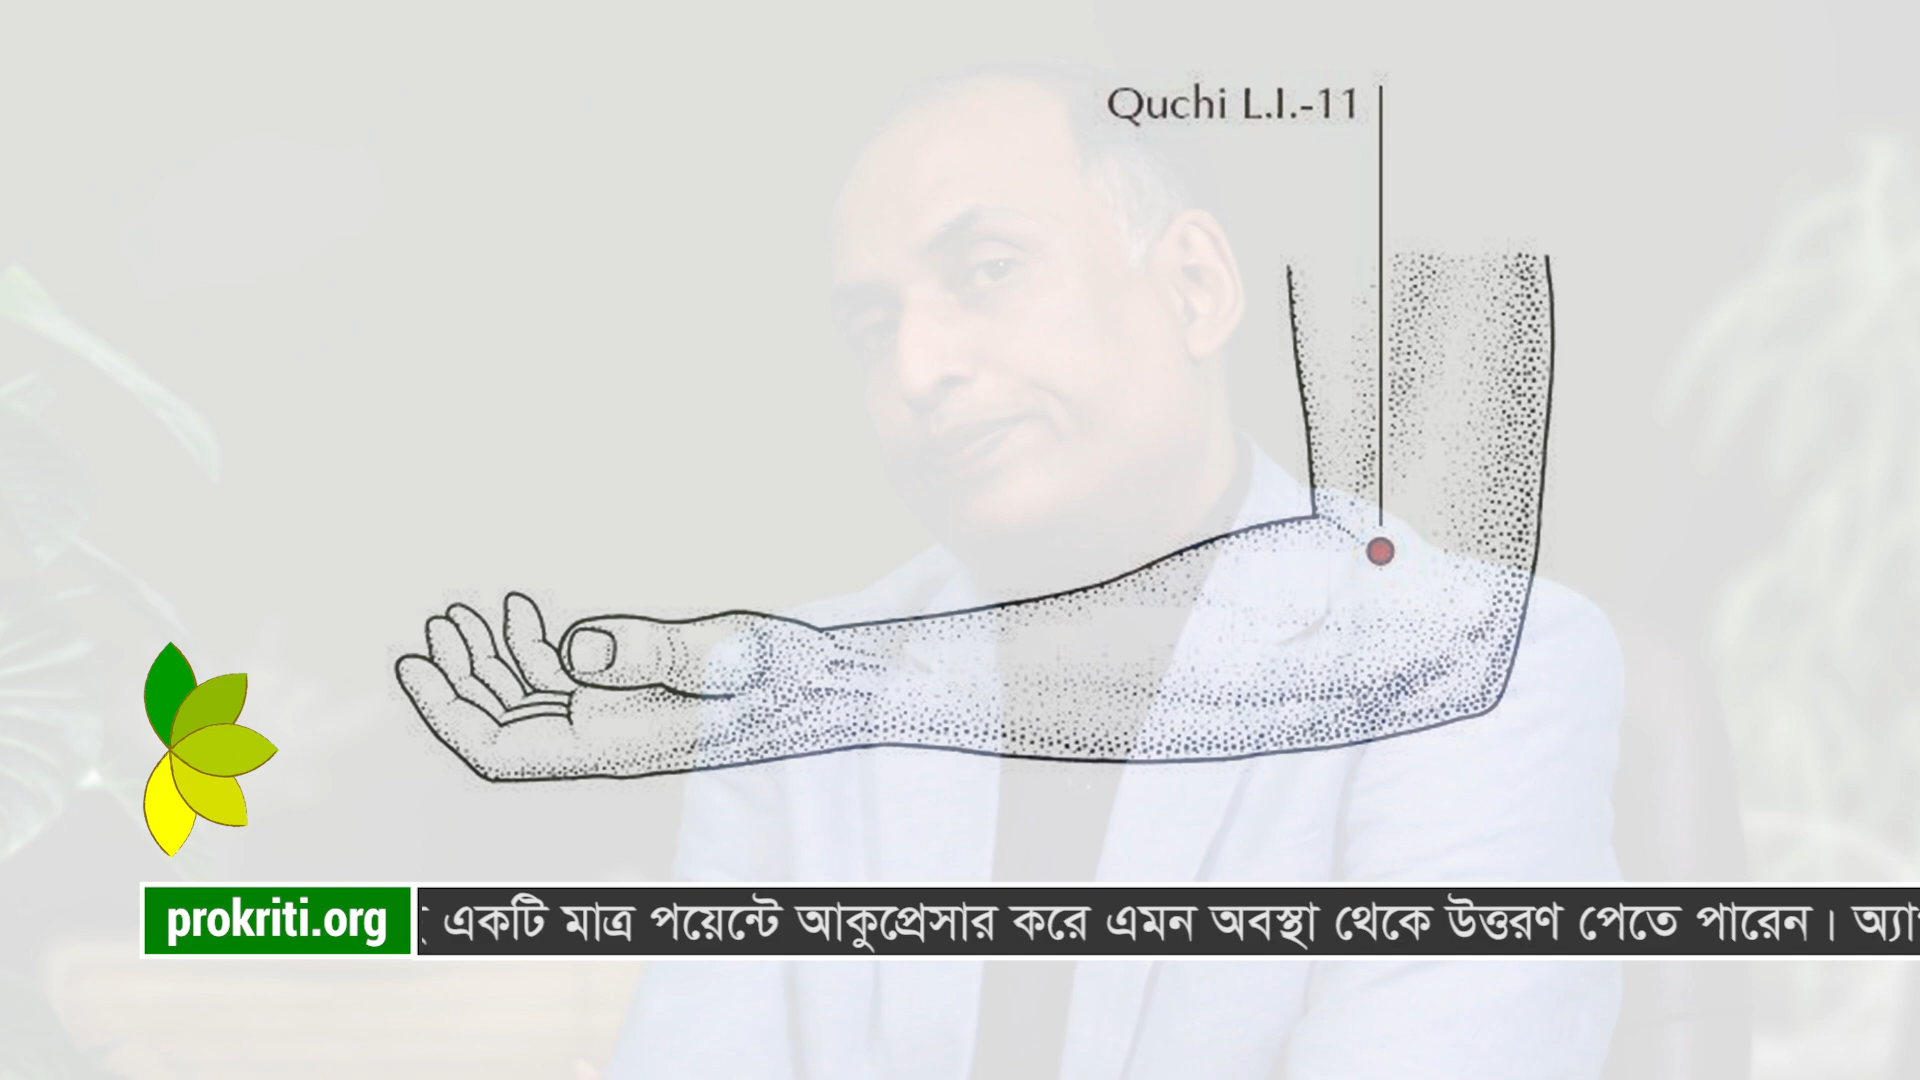 Quchi L.I.-11
prokriti.org
একটি মাত্র পয়েন্টে আকুপ্রেসার করে এমন অবস্থা থেকে উত্তরণ পেতে পারেন।